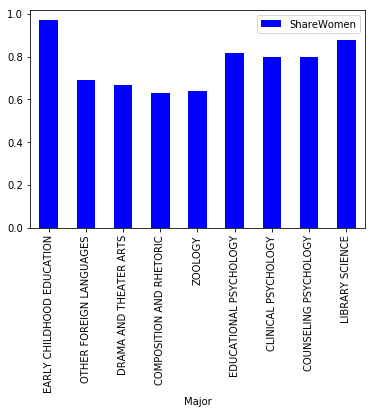 1.0
0.8
0.6
0.4
0.2
0.0
ShareWomen
EARLY CHILDHOOD EDUCATION
OTHER FOREIGN LANGUAGES
DRAMA AND THEATER ARTS
COMPOSITION AND RHETORIC
ZOOLOGY
EDUCATIONAL PSYCHOLOGY
CLINICAL PSYCHOLOGY
COUNSELING PSYCHOLOGY
LIBRARY SCIENCE
Major